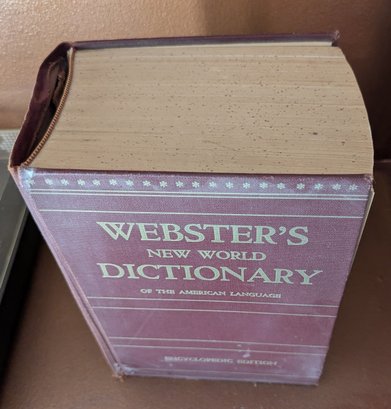 WEBSTER'S
NEW WORLD
DICTIONARY
OF THE AMERICAN LANGUAGE
ENCYCLOPEDIC EDITION